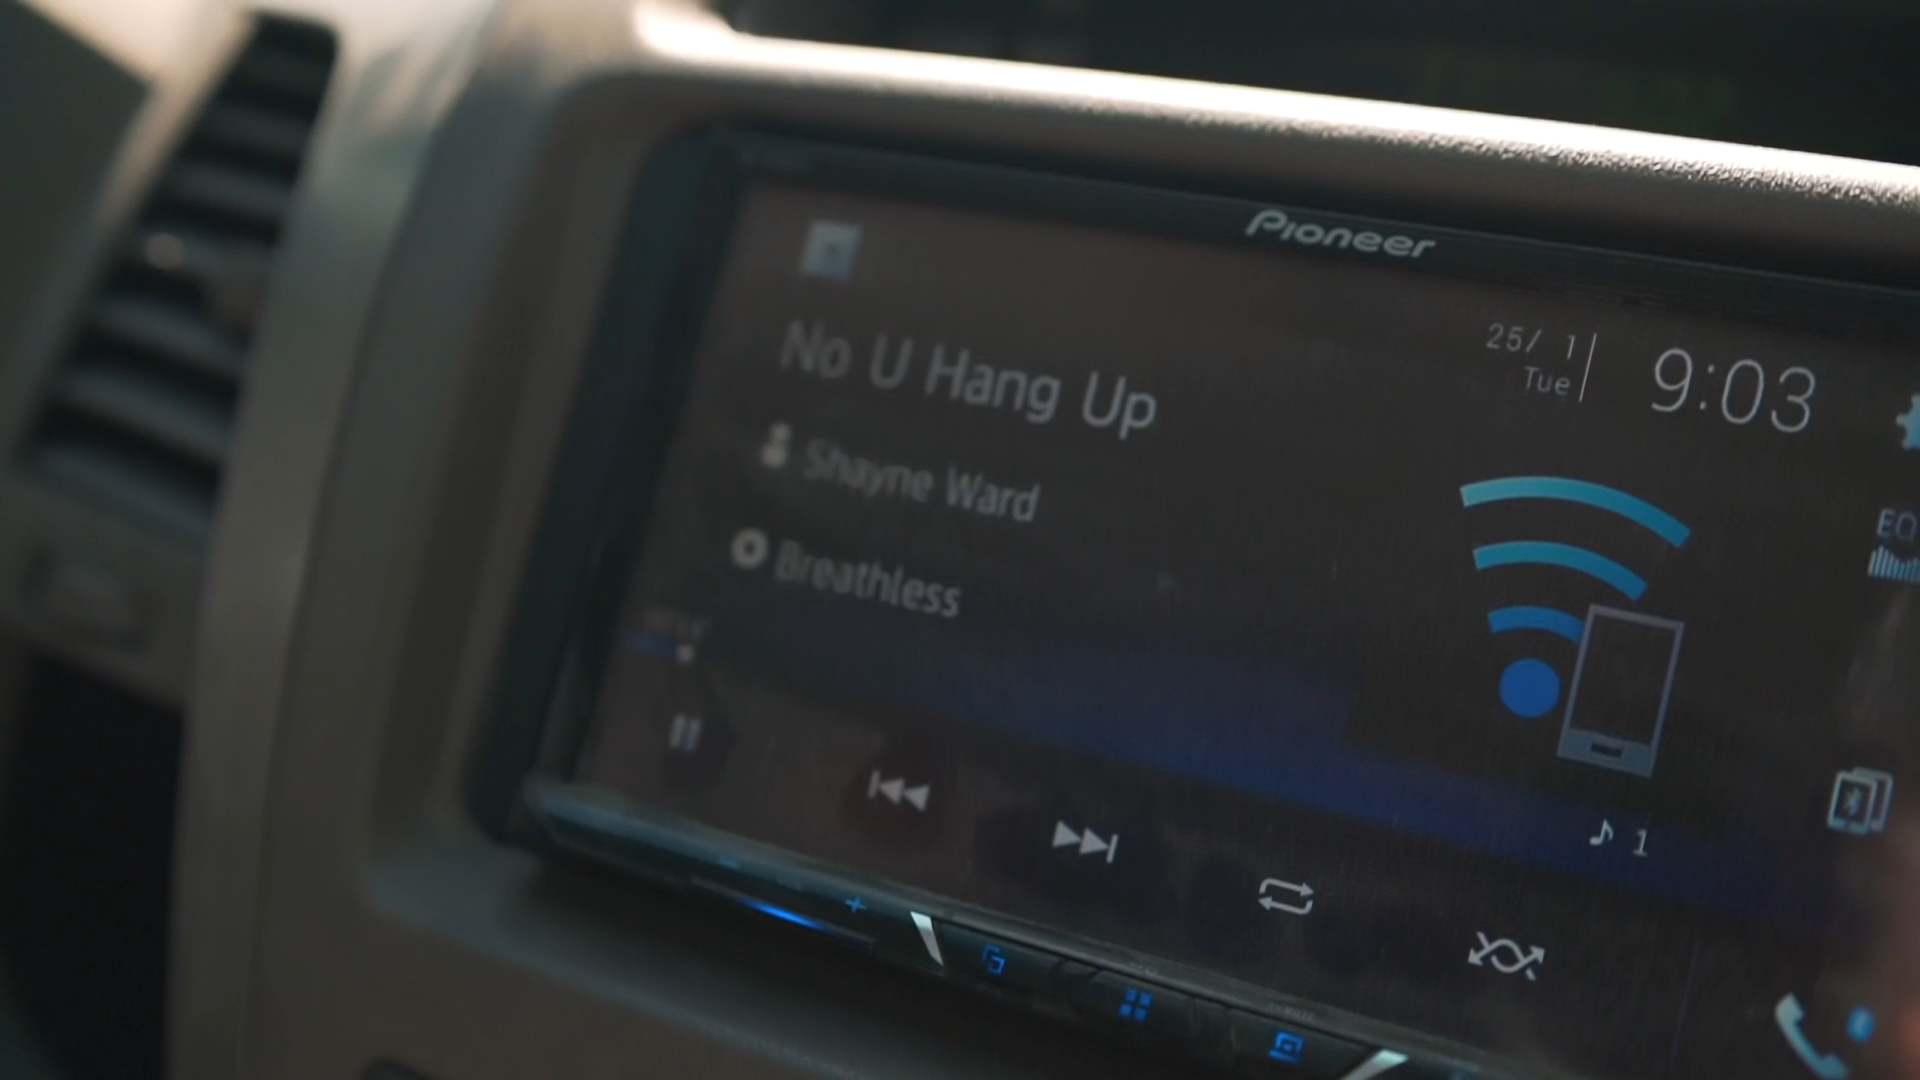 Pioneer
25/ 1
Tue
9:03
No U Hang Up
Shayne Ward
Breathless
EQ
1